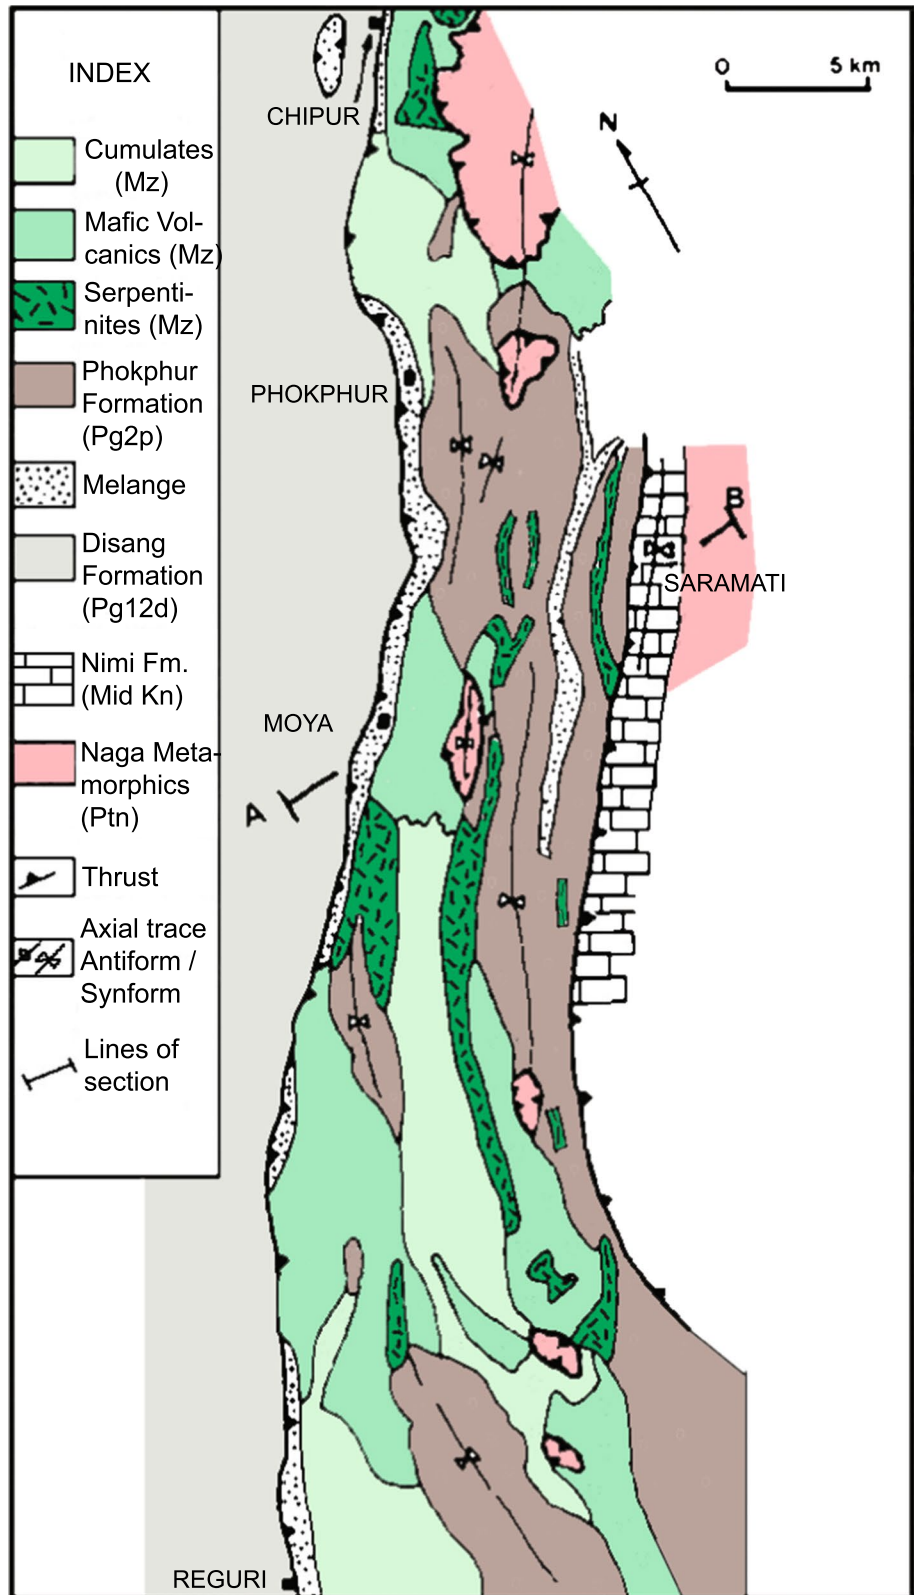 INDEX
Cumulates
(Mz)
Mafic Vol-
canics (Mz)
Serpenti-
nites (Mz)
Phokphur
Formation
(Pg2p)
Melange
Disang
Formation
(Pg12d)
Nimi Fm.
(Mid Kn)
Naga Meta-
morphics
(Ptn)
Thrust
Axial trace
Antiform /
Synform
Lines of
section
0 5 km
N
CHIPUR
PHOKPHUR
B
SARAMATI
MOYA
A
REGURI